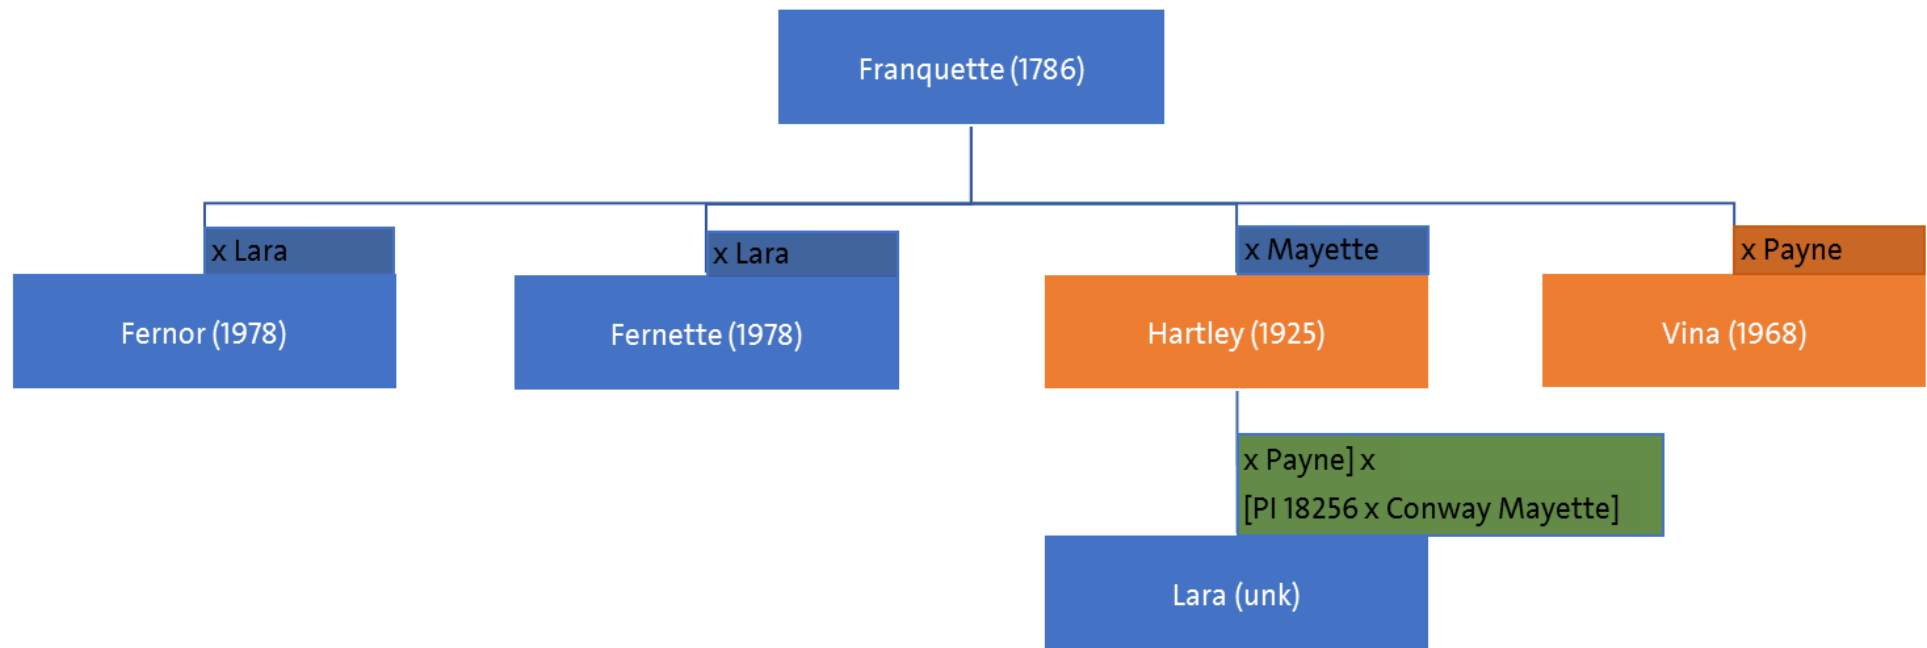 Franquette (1786)
x Lara
x Lara
x Mayette
x Payne
Fernor (1978)
Fernette (1978)
Hartley (1925)
Vina (1968)
x Payne] x
[PI 18256 x Conway Mayette]
Lara (unk)